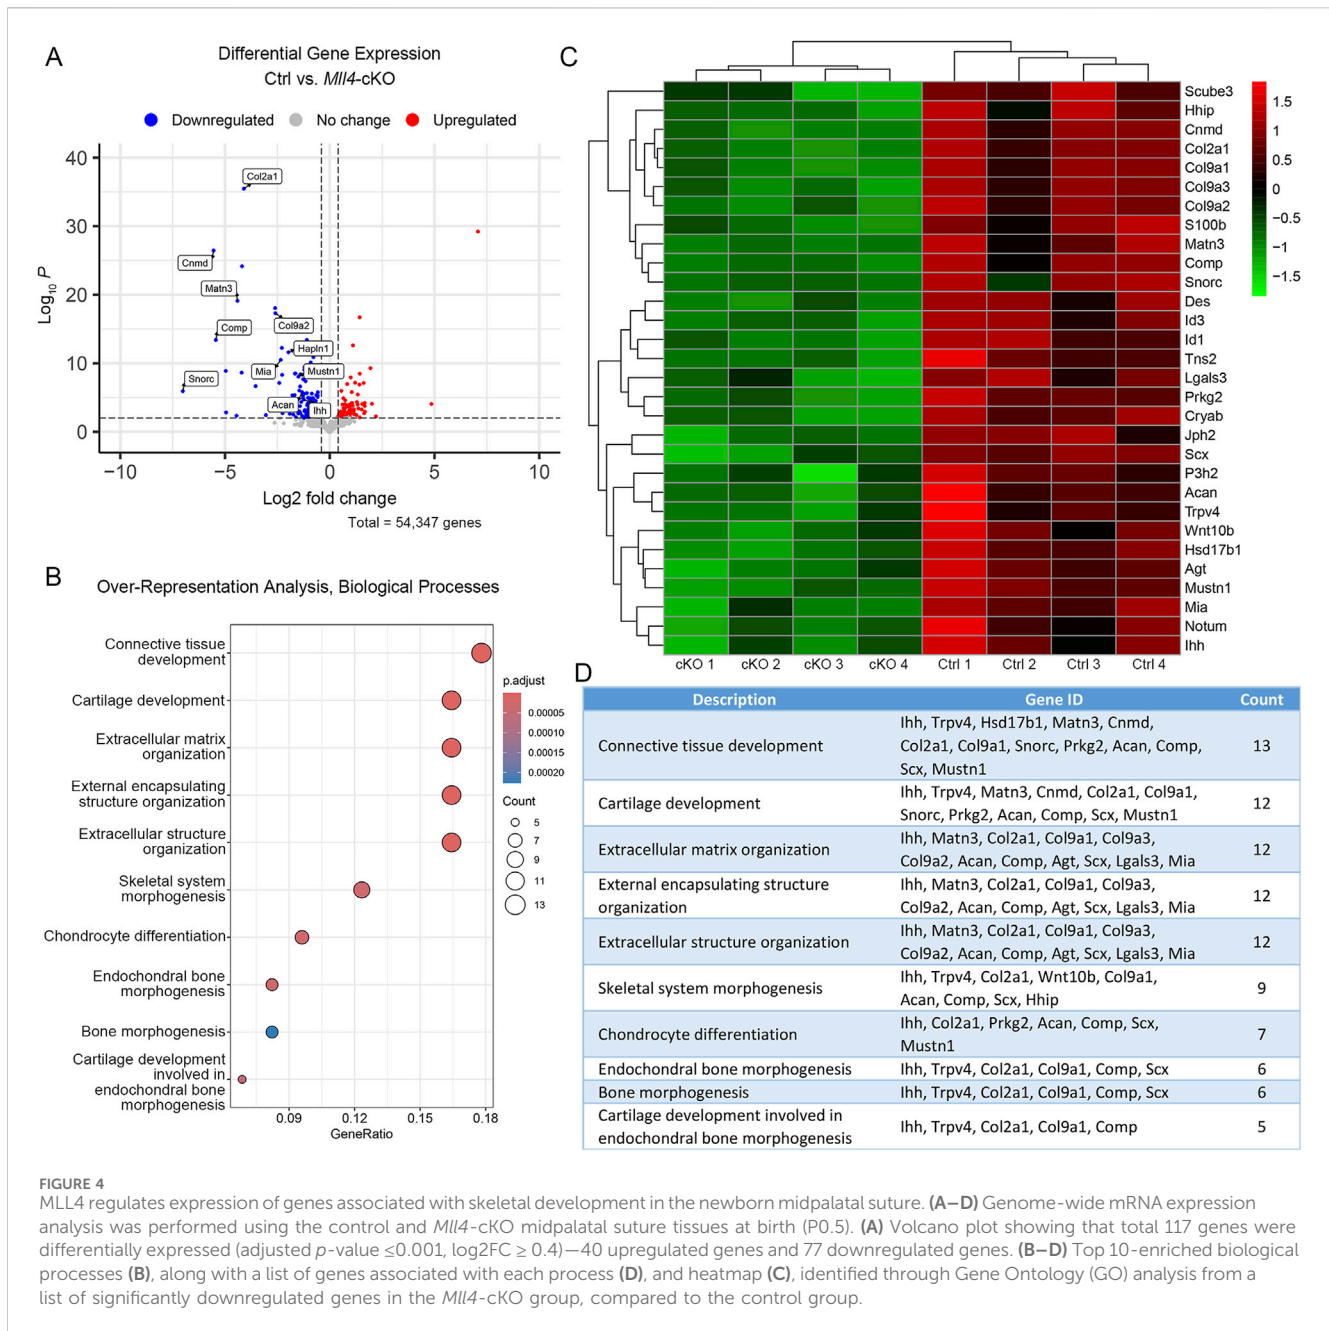 A
Differential Gene Expression
Ctrl vs. Mll4-cKO
Downregulated
No change
Upregulated
Log10 P
40
30
20
10
0
Col2a1
Cnmd
Matn3
Comp
Col9a2
Hapln1
Mia
Mustn1
Snorc
Acan
Ihh
−10
−5
0
5
10
Log2 fold change
Total = 54,347 genes
B
Over-Representation Analysis, Biological Processes
Connective tissue
development
Cartilage development
Extracellular matrix
organization
External encapsulating
structure organization
Extracellular structure
organization
Skeletal system
morphogenesis
Chondrocyte differentiation
Endochondral bone
morphogenesis
Bone morphogenesis
Cartilage development
involved in
endochondral bone
morphogenesis
0.09
0.12
0.15
0.18
GeneRatio
p.adjust
0.00005
0.00010
0.00015
0.00020
Count
5
7
9
11
13
C
Scube3
Hhip
Cnmd
Col2a1
Col9a1
Col9a3
Col9a2
S100b
Matn3
Comp
Snorc
Des
Id3
Id1
Tns2
Lgals3
Prkg2
Cryab
Jph2
Scx
P3h2
Acan
Trpv4
Wnt10b
Hsd17b1
Agt
Mustn1
Mia
Notum
Ihh
cKO 1
cKO 2
cKO 3
cKO 4
Ctrl 1
Ctrl 2
Ctrl 3
Ctrl 4
1.5
1
0.5
0
−0.5
−1
−1.5
D
Description Gene ID Count
Connective tissue development
Ihh, Trpv4, Hsd17b1, Matn3, Cnmd,
Col2a1, Col9a1, Snorc, Prkg2, Acan, Comp,
Scx, Mustn1
13
Cartilage development
Ihh, Trpv4, Matn3, Cnmd, Col2a1, Col9a1,
Snorc, Prkg2, Acan, Comp, Scx, Mustn1
12
Extracellular matrix organization
Ihh, Matn3, Col2a1, Col9a1, Col9a3,
Col9a2, Acan, Comp, Agt, Scx, Lgals3, Mia
12
External encapsulating structure
organization
Ihh, Matn3, Col2a1, Col9a1, Col9a3,
Col9a2, Acan, Comp, Agt, Scx, Lgals3, Mia
12
Extracellular structure organization
Ihh, Matn3, Col2a1, Col9a1, Col9a3,
Col9a2, Acan, Comp, Agt, Scx, Lgals3, Mia
12
Skeletal system morphogenesis
Ihh, Trpv4, Col2a1, Wnt10b, Col9a1,
Acan, Comp, Scx, Hhip
9
Chondrocyte differentiation
Ihh, Col2a1, Prkg2, Acan, Comp, Scx,
Mustn1
7
Endochondral bone morphogenesis Ihh, Trpv4, Col2a1, Col9a1, Comp, Scx 6
Bone morphogenesis Ihh, Trpv4, Col2a1, Col9a1, Comp, Scx 6
Cartilage development involved in
endochondral bone morphogenesis
Ihh, Trpv4, Col2a1, Col9a1, Comp
5
FIGURE 4
MLL4 regulates expression of genes associated with skeletal development in the newborn midpalatal suture. (A–D) Genome-wide mRNA expression
analysis was performed using the control and Mll4-cKO midpalatal suture tissues at birth (P0.5). (A) Volcano plot showing that total 117 genes were
differentially expressed (adjusted p-value ≤0.001, log2FC ≥ 0.4)—40 upregulated genes and 77 downregulated genes. (B–D) Top 10-enriched biological
processes (B), along with a list of genes associated with each process (D), and heatmap (C), identified through Gene Ontology (GO) analysis from a
list of significantly downregulated genes in the Mll4-cKO group, compared to the control group.